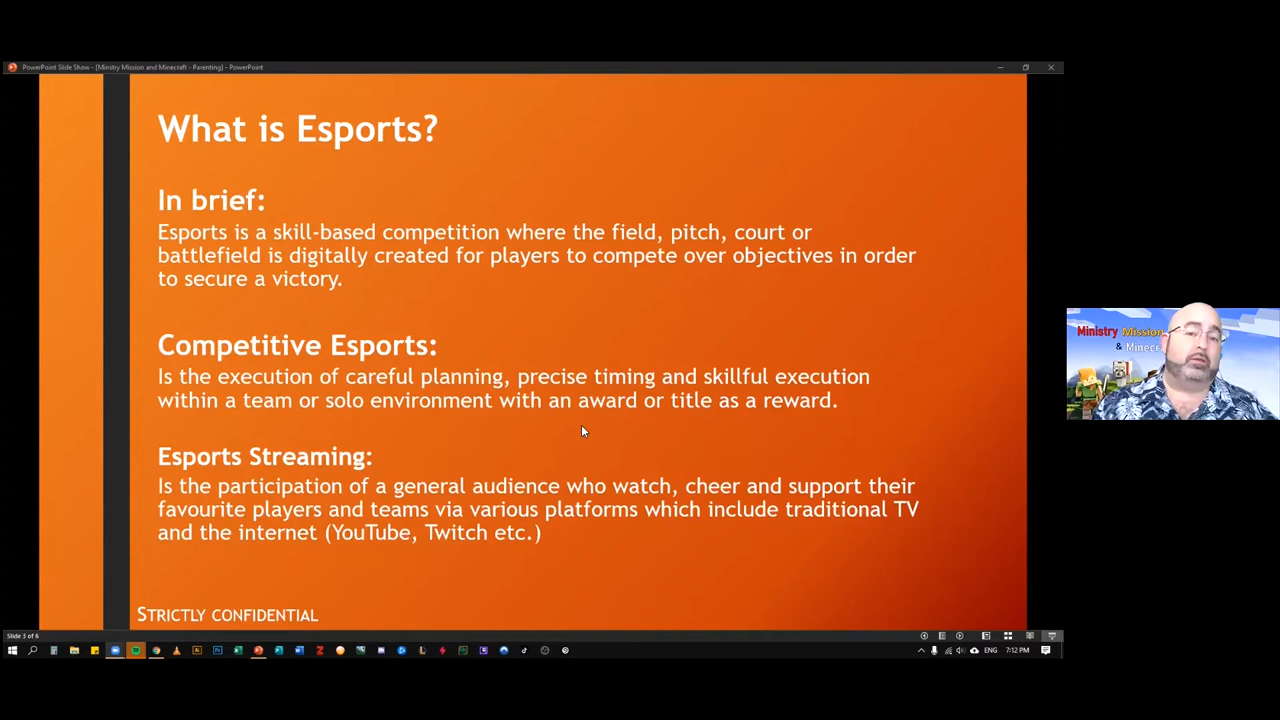 PowerPoint Slide Show - [Minstry Mission and Minecraft - Parenting] - PowerPoint
What is Esports?
In brief:
Esports is a skill-based competition where the field, pitch, court or
battlefield is digitally created for players to compete over objectives in order
to secure a victory.
Competitive Esports:
Is the execution of careful planning, precise timing and skillful execution
within a team or solo environment with an award or title as a reward.
Esports Streaming:
Is the participation of a general audience who watch, cheer and support their
favourite players and teams via various platforms which include traditional TV
and the internet (YouTube, Twitch etc.)
STRICTLY CONFIDENTIAL
Ministry Mission
& Minecr
Slide 3 of 6
ENG
7:12 PM